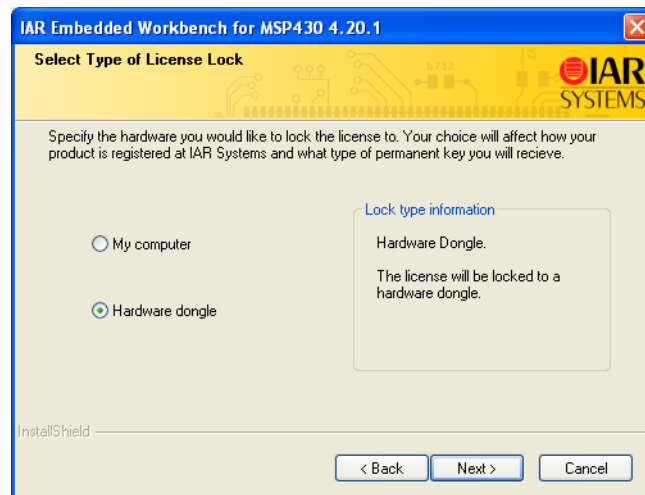 IAR Embedded Workbench for MSP430 4.20.1
Select Type of License Lock
IAR
SYSTEMS
Specify the hardware you would like to lock the license to. Your choice will affect how your
product is registered at IAR Systems and what type of permanent key you will recieve.
Lock type information
My computer
Hardware Dongle.
The license will be locked to a
hardware dongle.
Hardware dongle
InstallShield
< Back
Next >
Cancel